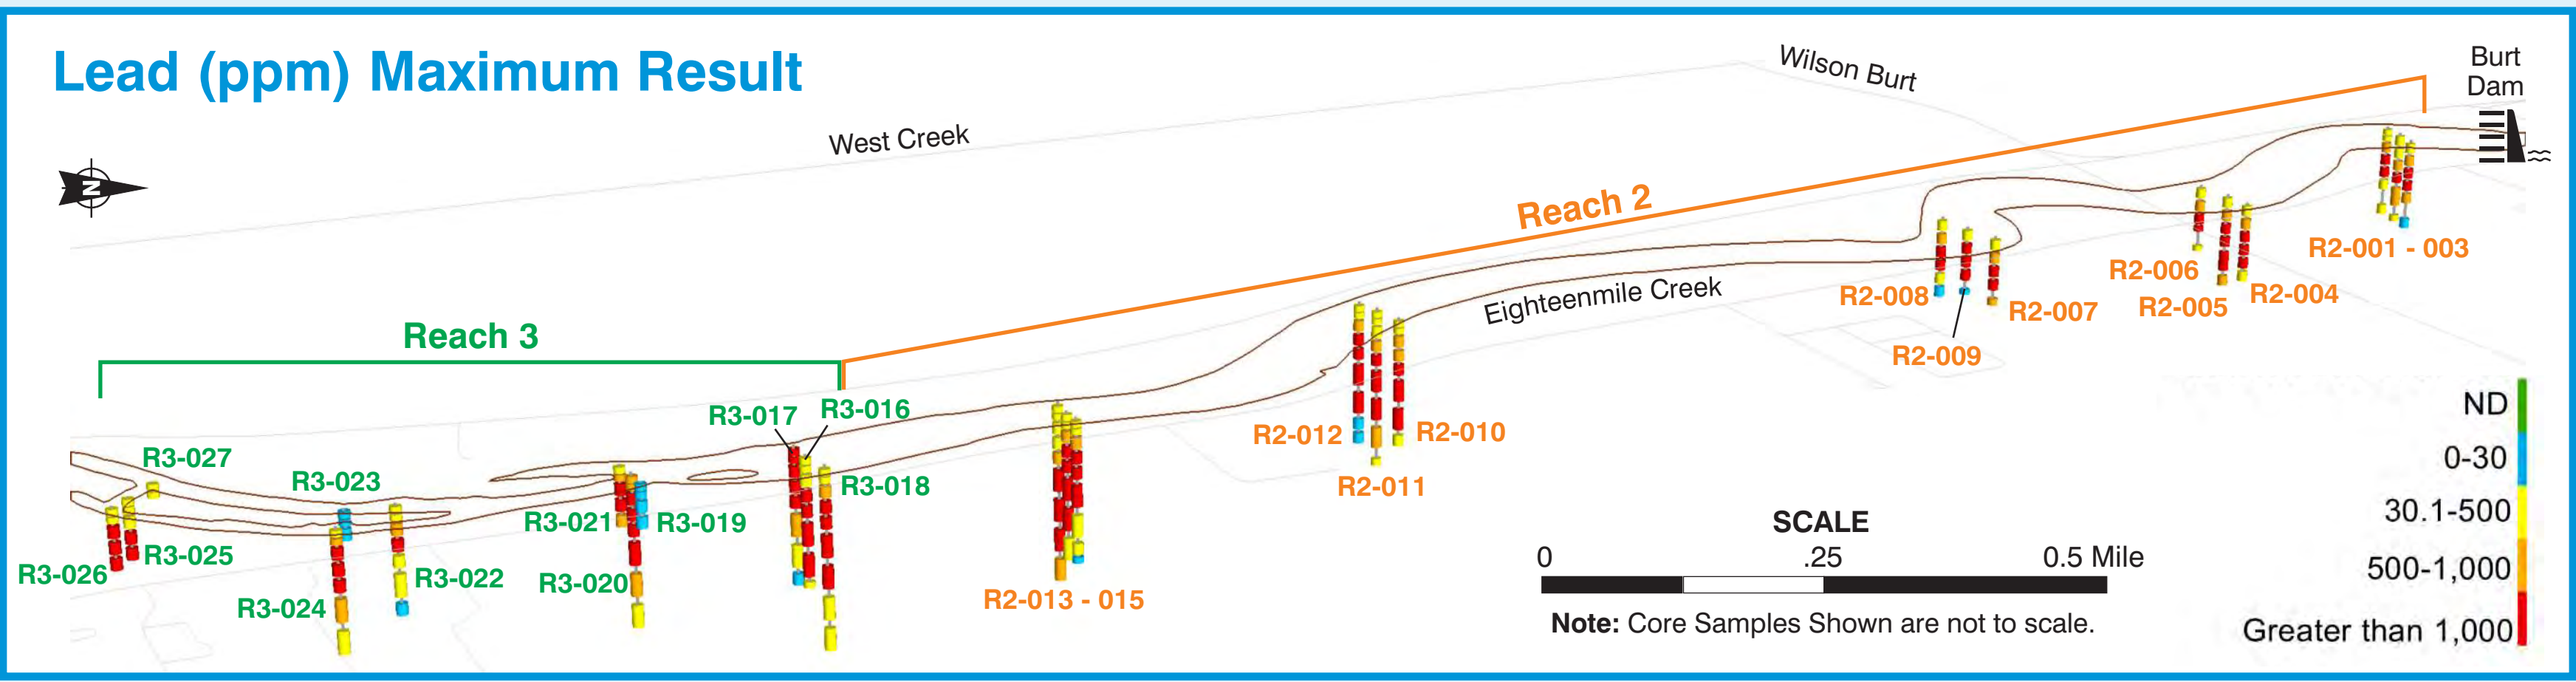 Lead (ppm) Maximum Result
Burt
Dam
Wilson Burt
West Creek
N
Reach 2
R2-001 - 003
R2-006
R2-005
R2-004
R2-008
R2-007
R2-009
Eighteenmile Creek
Reach 3
R3-017
R3-016
R2-012
R2-010
R2-011
R3-027
R3-023
R3-018
R3-021
R3-019
R3-025
R3-026
R3-022
R3-020
R3-024
R2-013 - 015
SCALE
0 .25 0.5 Mile
Note: Core Samples Shown are not to scale.
ND
0-30
30.1-500
500-1,000
Greater than 1,000